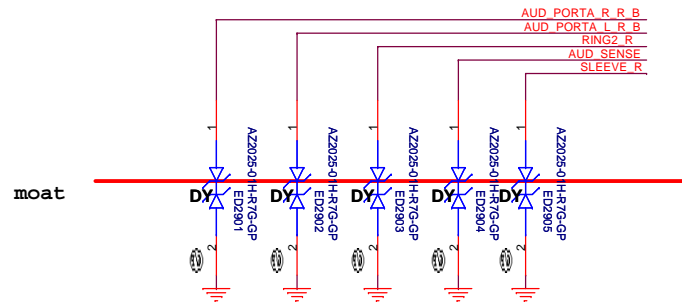 AUD_PORTA_R_R_B
AUD_PORTA_L_R_B
RING2_R
AUD_SENSE
SLEEVE_R
1
1
1
1
1
moat
DY
AZ2025-01H-R7G-GP
ED2901
DY
AZ2025-01H-R7G-GP
ED2902
DY
AZ2025-01H-R7G-GP
ED2903
DY
AZ2025-01H-R7G-GP
ED2904
DY
AZ2025-01H-R7G-GP
ED2905
2
2
2
2
2